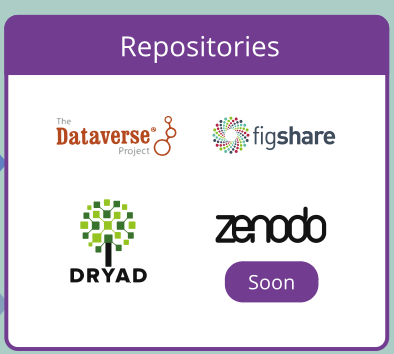 Repositories
The
Dataverse®
Project
figshare
DRYAD
zenodo
Soon